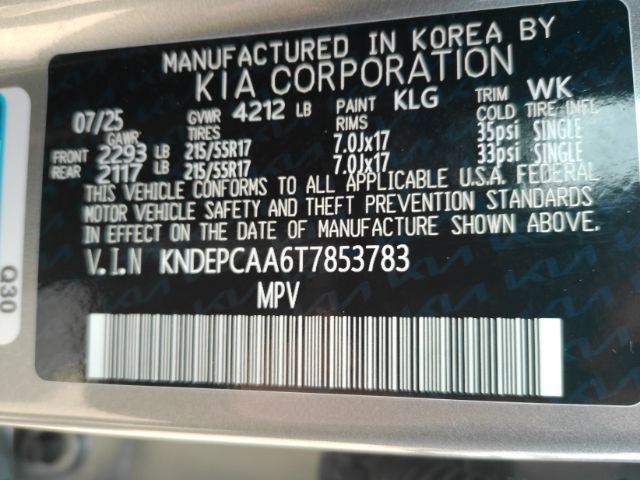 MANUFACTURED IN KOREA BY
KIA CORPORATION
07/25 GVWR 4212 LB PAINT KLG TRIM WK
GAWR TIRES RIMS COLD TIRE INFL
FRONT 2293 LB 215/55R17 7.0Jx17 35psi SINGLE
REAR 2117 LB 215/55R17 7.0Jx17 33psi SINGLE
THIS VEHICLE CONFORMS TO ALL APPLICABLE U.S.A. FEDERAL
MOTOR VEHICLE SAFETY AND THEFT PREVENTION STANDARDS
IN EFFECT ON THE DATE OF MANUFACTURE SHOWN ABOVE.
V.I.N KNDEPCAA6T7853783
MPV
Q30